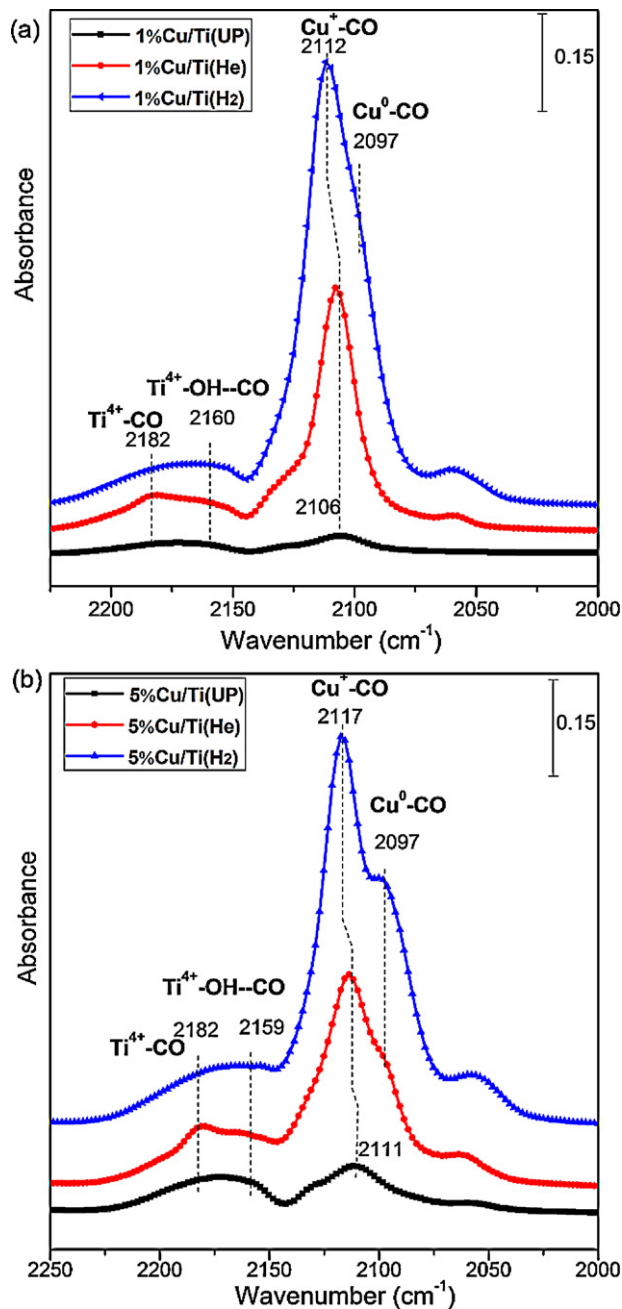 (a)
1%Cu/Ti(UP)
1%Cu/Ti(He)
1%Cu/Ti(H₂)
Cu⁺-CO
2112
0.15
Cu⁰-CO
2097
Ti⁴⁺-OH--CO
Ti⁴⁺-CO
2160
2182
2106
Absorbance
2200 2150 2100 2050 2000
Wavenumber (cm⁻¹)
(b)
5%Cu/Ti(UP)
5%Cu/Ti(He)
5%Cu/Ti(H₂)
Cu⁺-CO
2117
0.15
Cu⁰-CO
2097
Ti⁴⁺-OH--CO
2182 2159
Ti⁴⁺-CO
2111
Absorbance
2250 2200 2150 2100 2050 2000
Wavenumber (cm⁻¹)